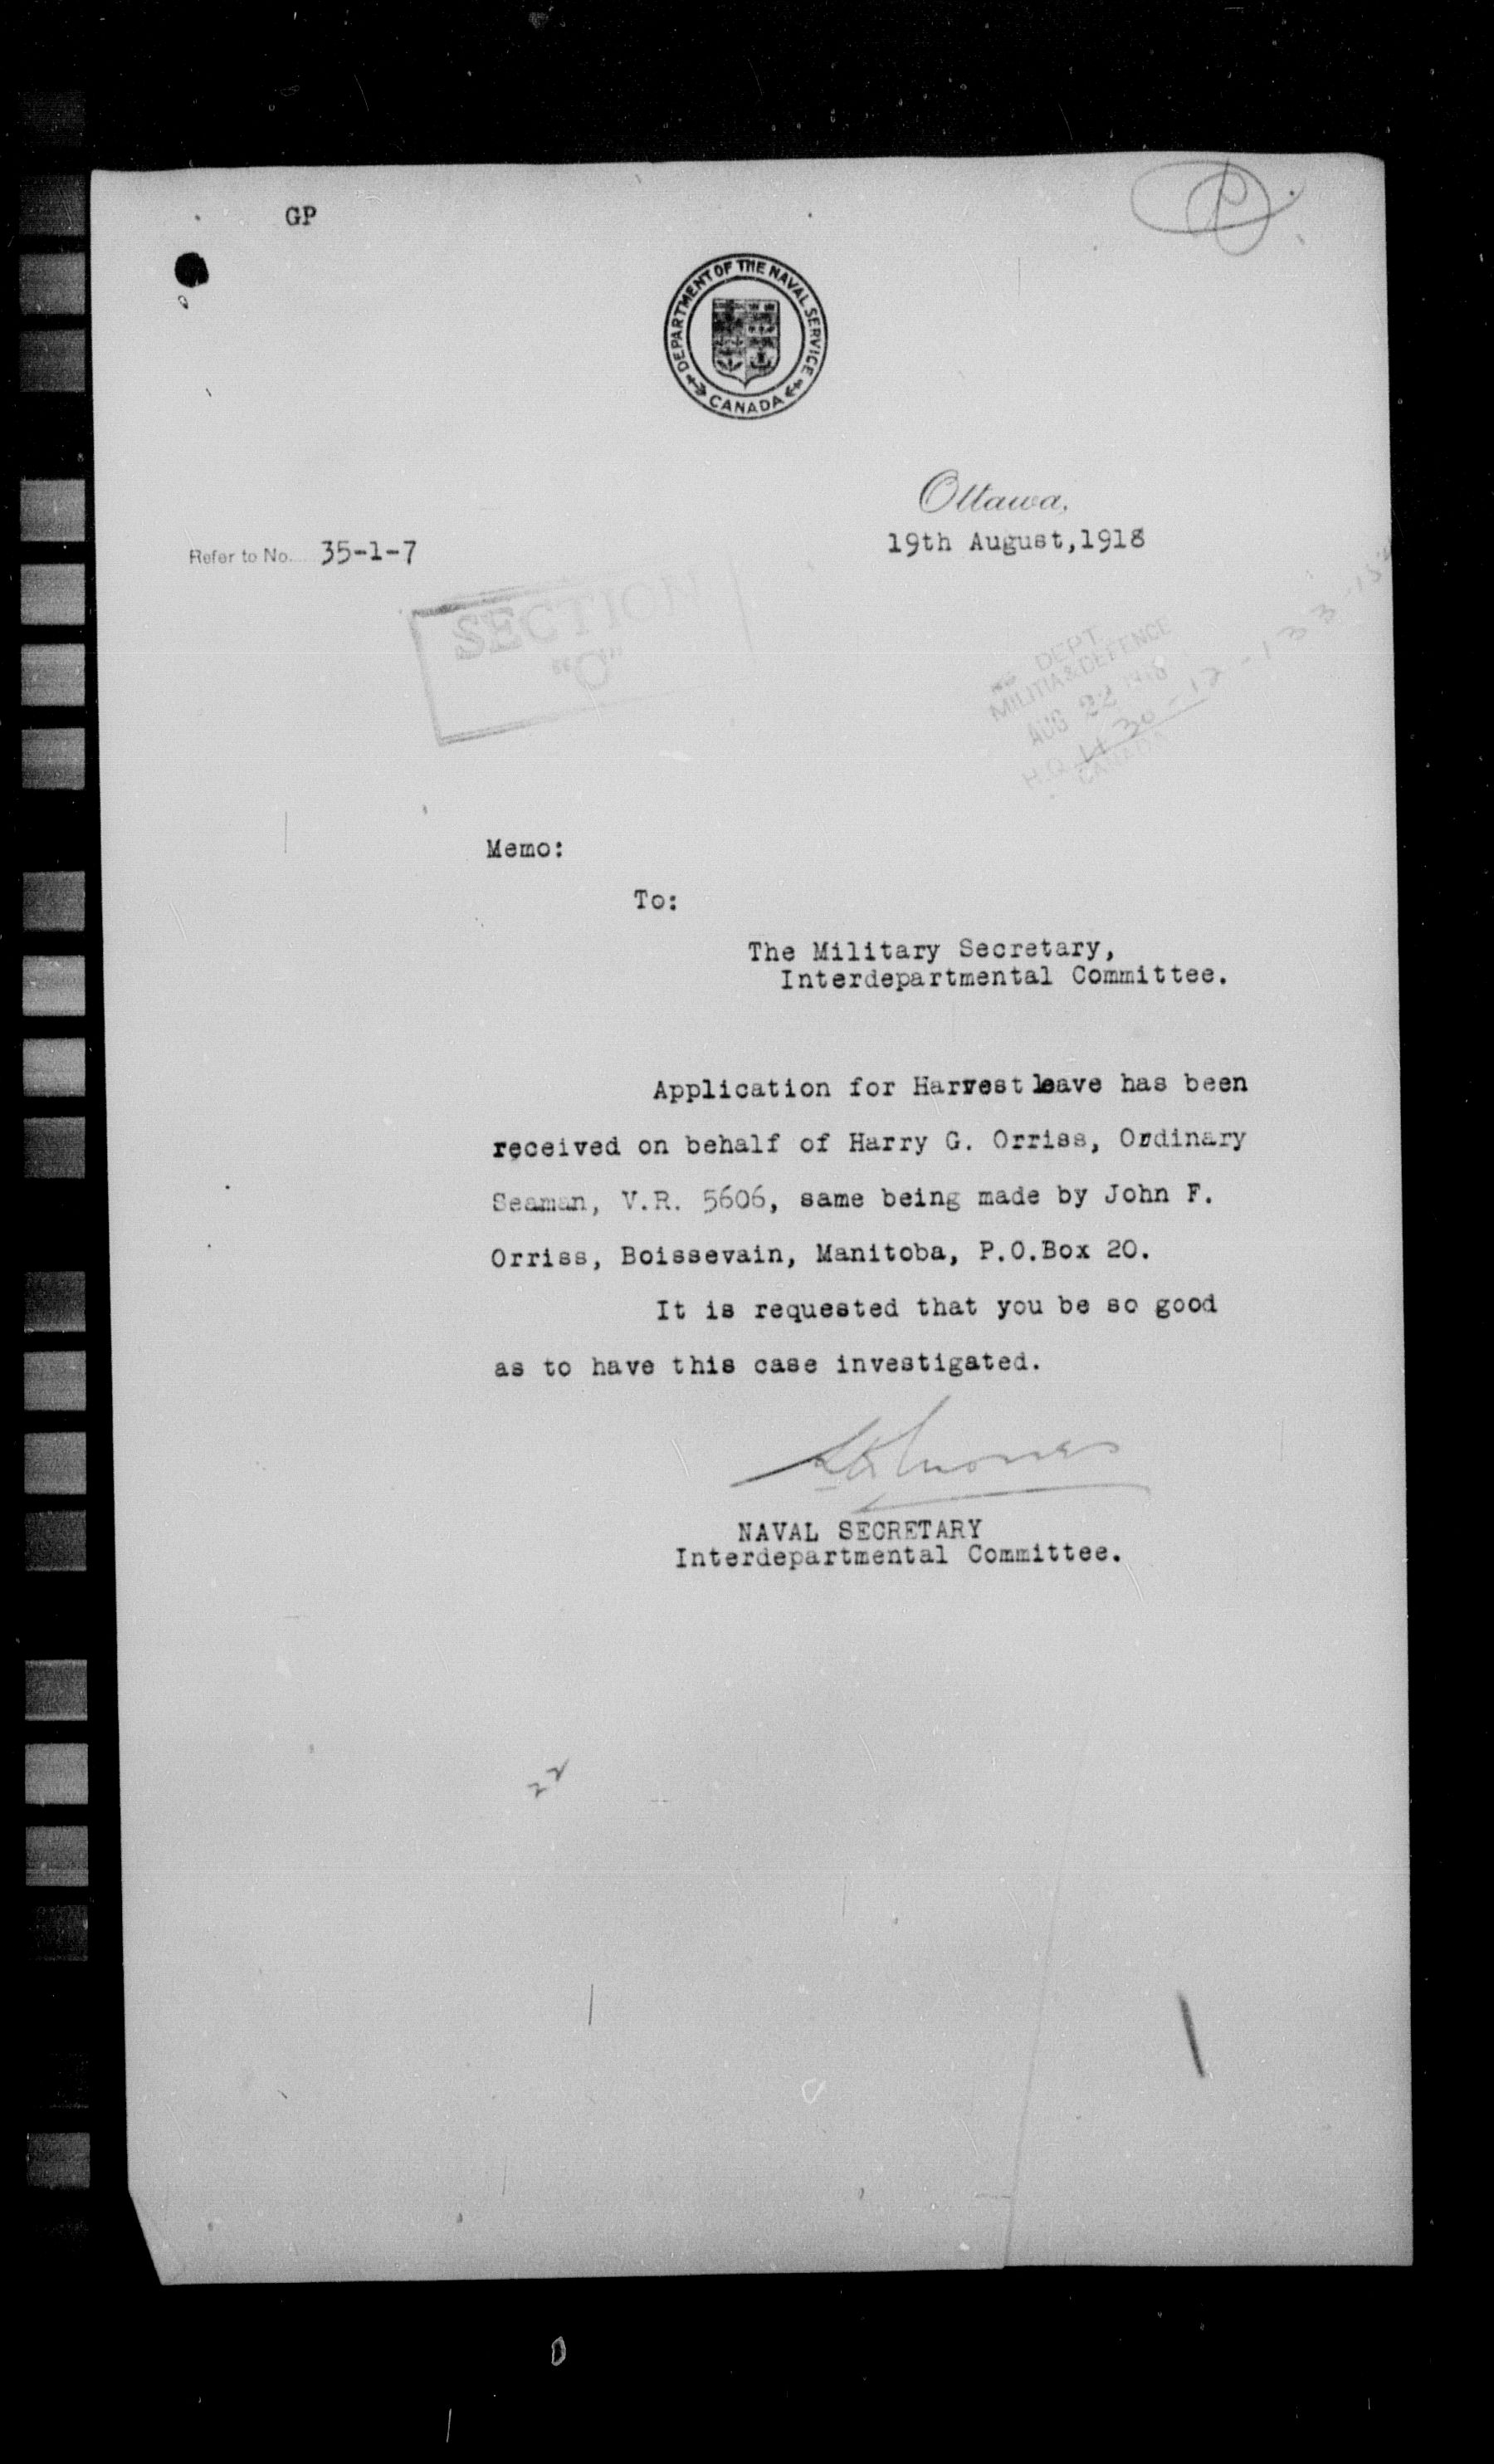 GP
DEPARTMENT OF THE NAVAL SERVICE
CANADA
Ottawa,
19th August,1918
Refer to No. 35-1-7
SECTION
"O"
DEPT
MILITIA & DEFENCE
AUG 22 1918
H.Q.
CANADA
Memo:
To:
The Military Secretary,
Interdepartmental Committee.
Application for Harvest leave has been
received on behalf of Harry G. Orriss, Ordinary
Seaman, V.R. 5606, same being made by John F.
Orriss, Boissevain, Manitoba, P.O.Box 20.
It is requested that you be so good
as to have this case investigated.
NAVAL SECRETARY
Interdepartmental Committee.
22